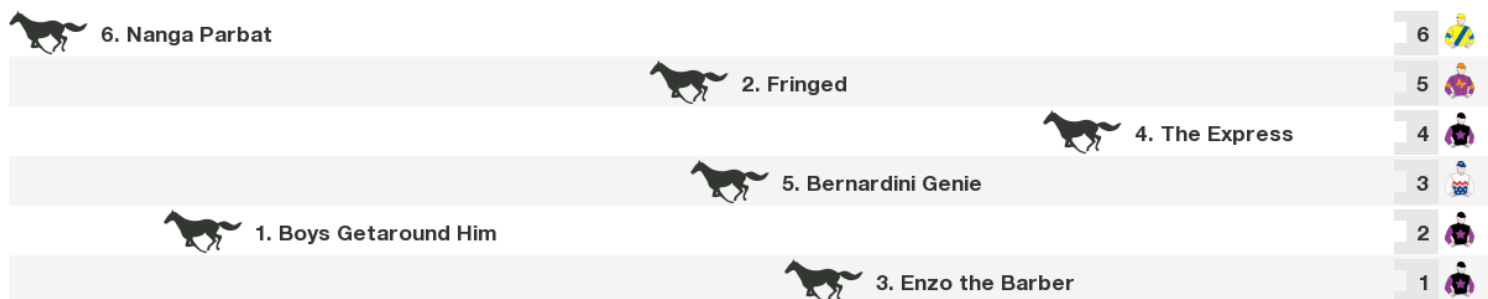 6. Nanga Parbat 6
2. Fringed 5
4. The Express 4
5. Bernardini Genie 3
1. Boys Getaround Him 2
3. Enzo the Barber 1